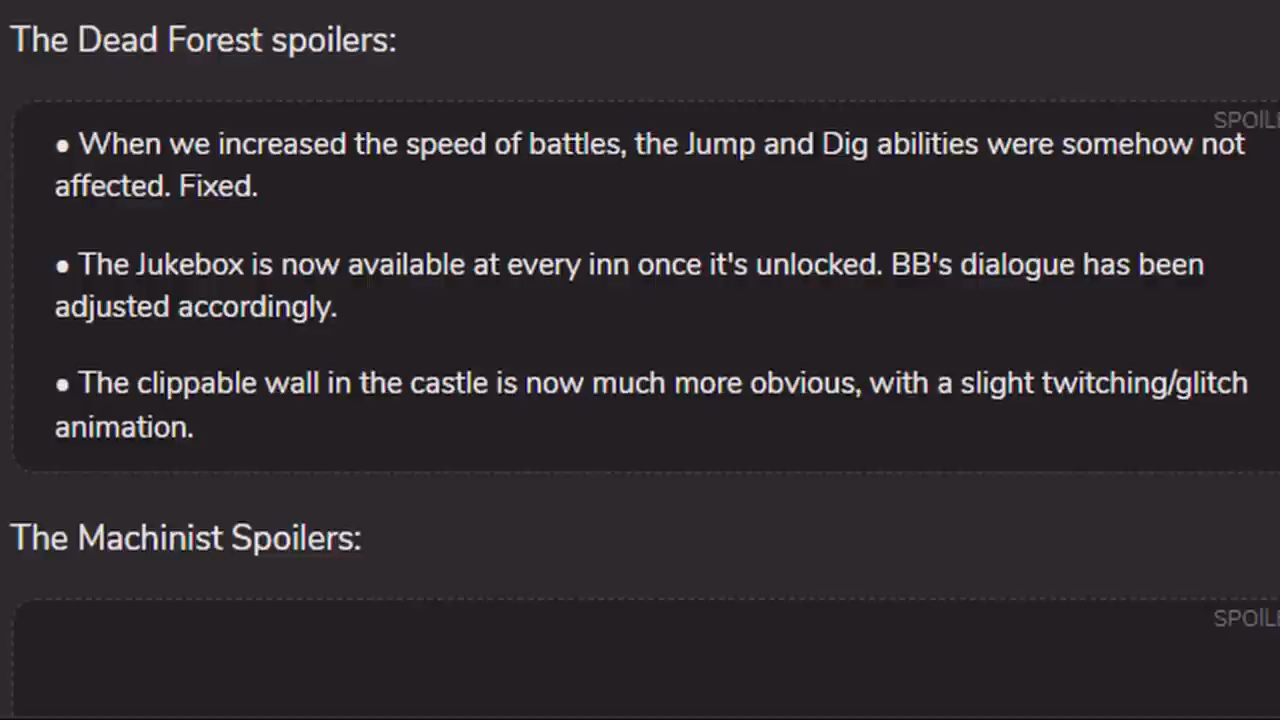 The Dead Forest spoilers:
SPOILE
• When we increased the speed of battles, the Jump and Dig abilities were somehow not
affected. Fixed.
• The Jukebox is now available at every inn once it's unlocked. BB's dialogue has been
adjusted accordingly.
• The clippable wall in the castle is now much more obvious, with a slight twitching/glitch
animation.
The Machinist Spoilers:
SPOILE